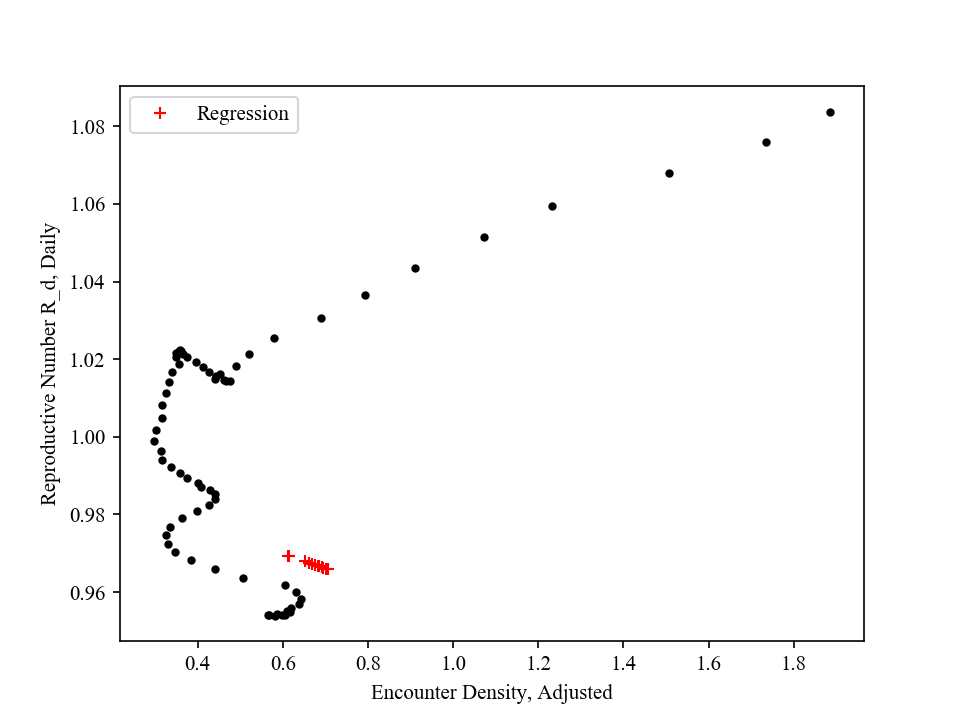 Regression
1.08
1.06
1.04
1.02
1.00
0.98
0.96
Reproductive Number R_d, Daily
0.4 0.6 0.8 1.0 1.2 1.4 1.6 1.8
Encounter Density, Adjusted